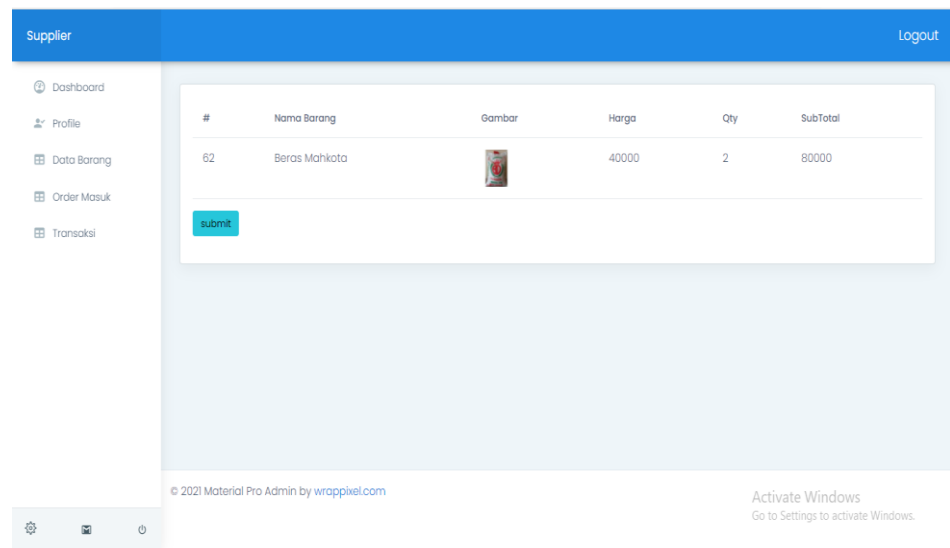 Supplier
Logout
Dashboard
Profile
Data Barang
Order Masuk
Transaksi
# Nama Barang Gambar Harga Qty SubTotal
62 Beras Mahkota 40000 2 80000
submit
© 2021 Material Pro Admin by wrappixel.com
Activate Windows
Go to Settings to activate Windows.